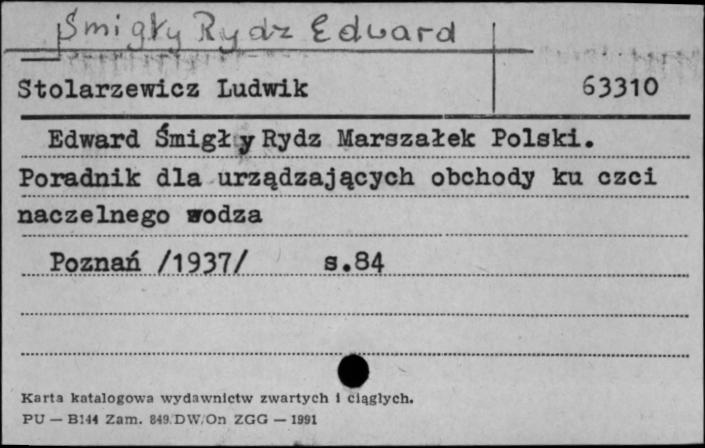 Śmigły Rydz Edward
Stolarzewicz Ludwik 63310
Edward Śmigły Rydz Marszałek Polski.
Poradnik dla urządzających obchody ku czci
naczelnego wodza
Poznań /1937/ s.84
Karta katalogowa wydawnictw zwartych i ciągłych.
PU — B144 Zam. 849/DW/On ZGG — 1991